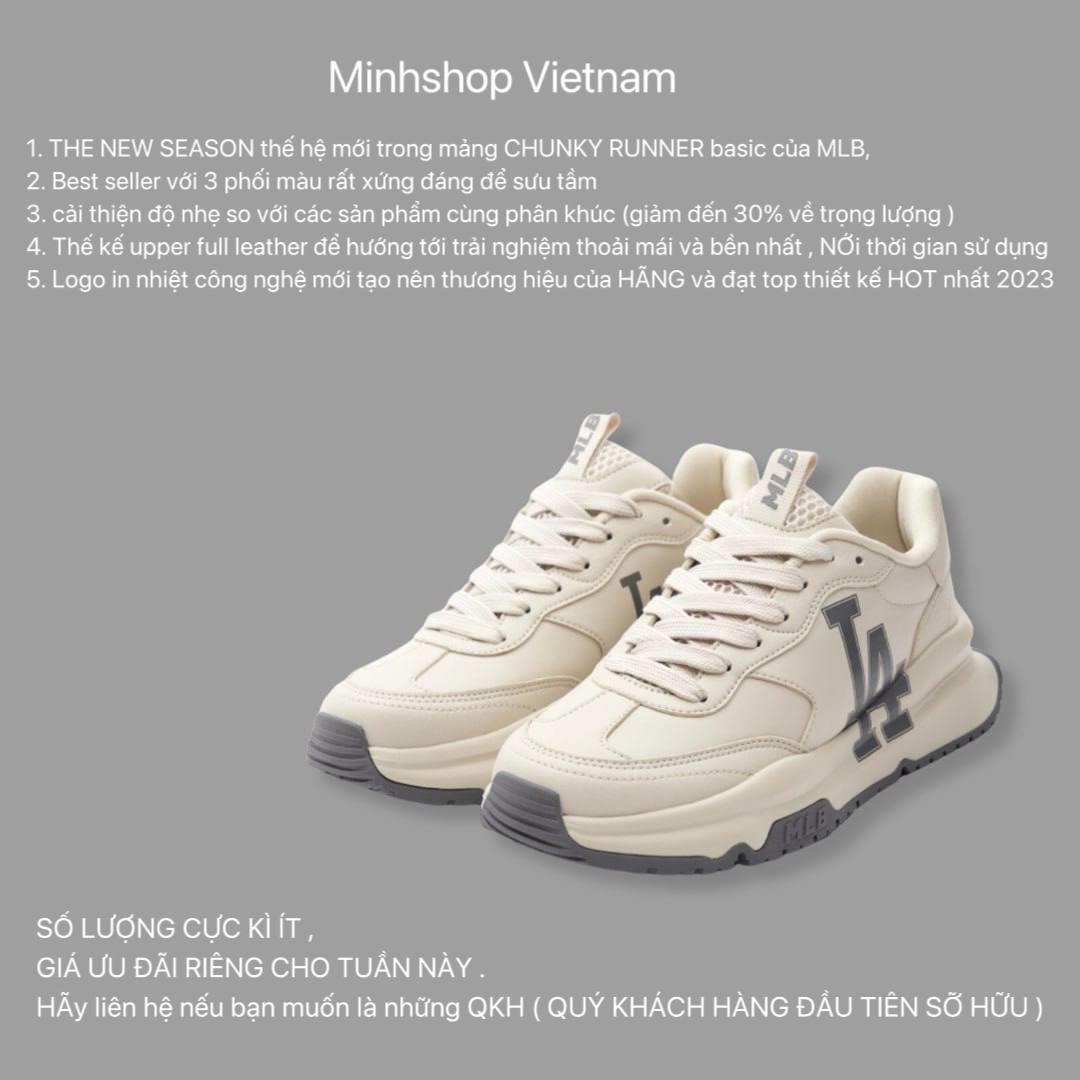 Minhshop Vietnam
1. THE NEW SEASON thế hệ mới trong mảng CHUNKY RUNNER basic của MLB,
2. Best seller với 3 phối màu rất xứng đáng để sưu tầm
3. cải thiện độ nhẹ so với các sản phẩm cùng phân khúc (giảm đến 30% về trọng lượng )
4. Thế kế upper full leather để hướng tới trải nghiệm thoải mái và bền nhất , NỚi thời gian sử dụng
5. Logo in nhiệt công nghệ mới tạo nên thương hiệu của HÃNG và đạt top thiết kế HOT nhất 2023
MLB
MLB
LA
MLB
SỐ LƯỢNG CỰC KÌ ÍT ,
GIÁ ƯU ĐÃI RIÊNG CHO TUẦN NÀY .
HÃy liên hệ nếu bạn muốn là những QKH ( QUÝ KHÁCH HÀNG ĐẦU TIÊN SỠ HỮU )